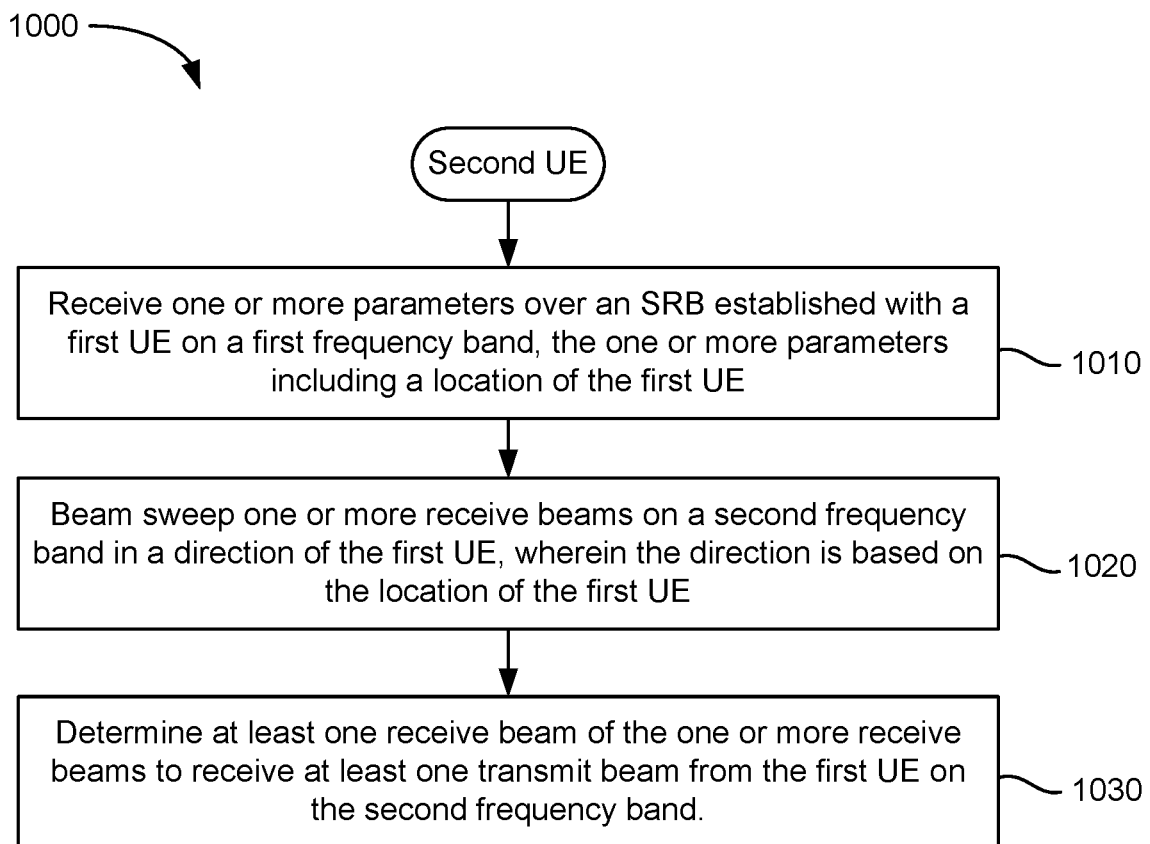 1000
Second UE
Receive one or more parameters over an SRB established with a
first UE on a first frequency band, the one or more parameters
including a location of the first UE
1010
Beam sweep one or more receive beams on a second frequency
band in a direction of the first UE, wherein the direction is based on
the location of the first UE
1020
Determine at least one receive beam of the one or more receive
beams to receive at least one transmit beam from the first UE on
the second frequency band.
1030